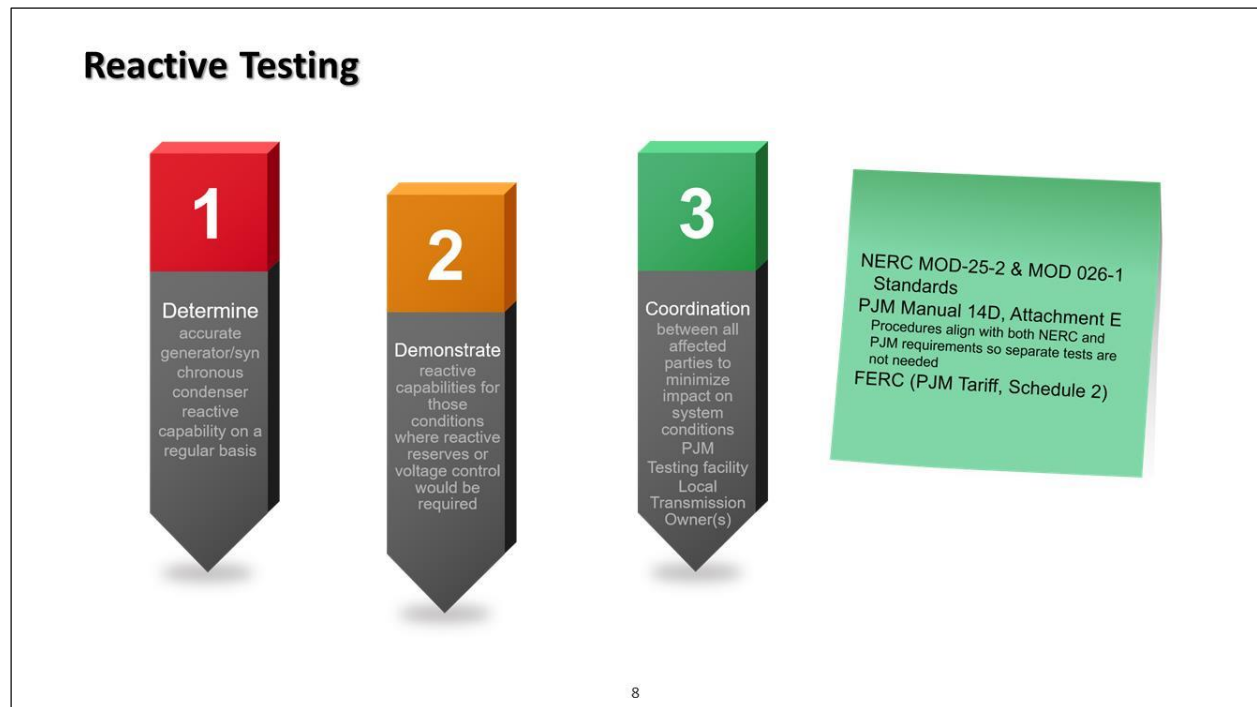 Reactive Testing
1
Determine
accurate
generator/syn
chronous
condenser
reactive
capability on a
regular basis
2
Demonstrate
reactive
capabilities for
those
conditions
where reactive
reserves or
voltage control
would be
required
3
Coordination
between all
affected
parties to
minimize
impact on
system
conditions
PJM
Testing facility
Local
Transmission
Owner(s)
NERC MOD-25-2 & MOD 026-1
Standards
PJM Manual 14D, Attachment E
Procedures align with both NERC and
PJM requirements so separate tests are
not needed
FERC (PJM Tariff, Schedule 2)
8